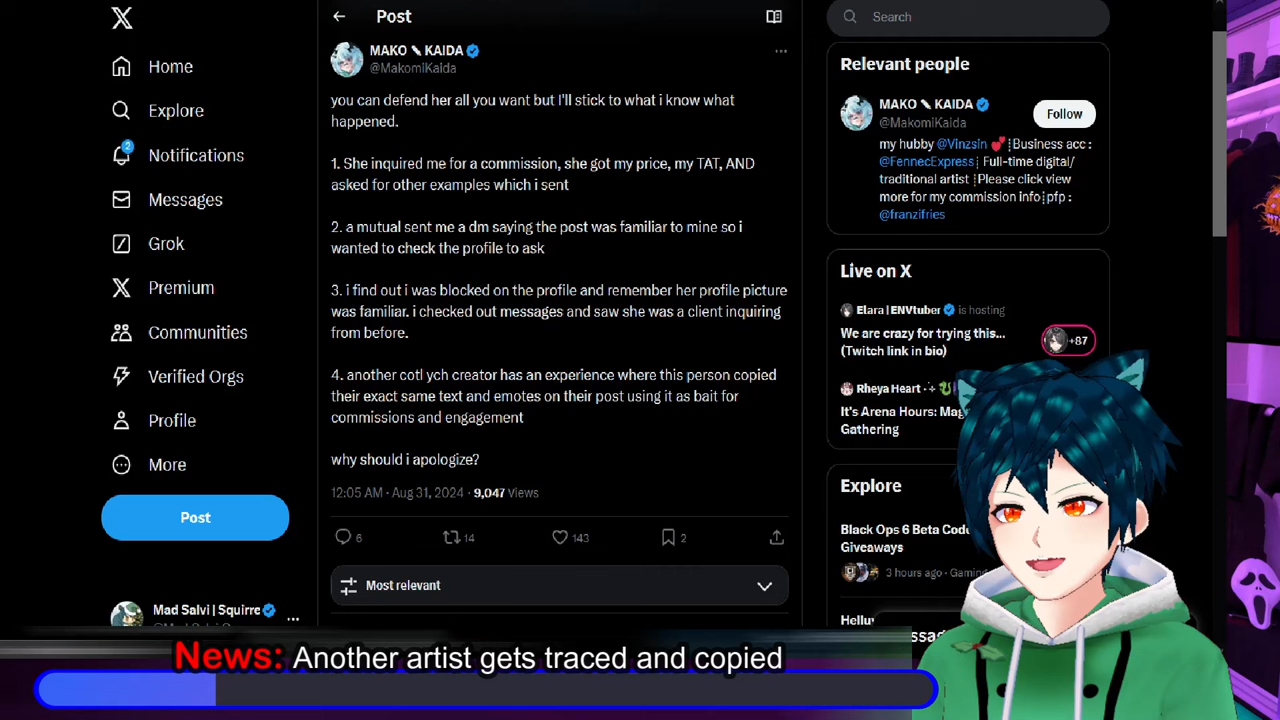 Post
MAKO KAIDA
@MakomiKaida
you can defend her all you want but I'll stick to what i know what
happened.
1. She inquired me for a commission, she got my price, my TAT, AND
asked for other examples which i sent
2. a mutual sent me a dm saying the post was familiar to mine so i
wanted to check the profile to ask
3. i find out i was blocked on the profile and remember her profile picture
was familiar. i checked out messages and saw she was a client inquiring
from before.
4. another cotl ych creator has an experience where this person copied
their exact same text and emotes on their post using it as bait for
commissions and engagement
why should i apologize?
12:05 AM · Aug 31, 2024 · 9,047 Views
6 14 143 2
Most relevant
Home
Explore
2
Notifications
Messages
Grok
Premium
Communities
Verified Orgs
Profile
More
Post
Mad Salvi | Squirre
Search
Relevant people
MAKO KAIDA
@MakomiKaida
Follow
my hubby @Vinzsin 💕┊Business acc :
@FennecExpress┊ Full-time digital/
traditional artist ┊Please click view
more for my commission info┊pfp :
@franzifries
Live on X
Elara | ENVtuber is hosting
We are crazy for trying this...
(Twitch link in bio)
+87
Rheya Heart
It's Arena Hours:
Gathering
Explore
Black Ops 6 Beta
Giveaways
3 hours ago ·
News: Another artist gets traced and copied